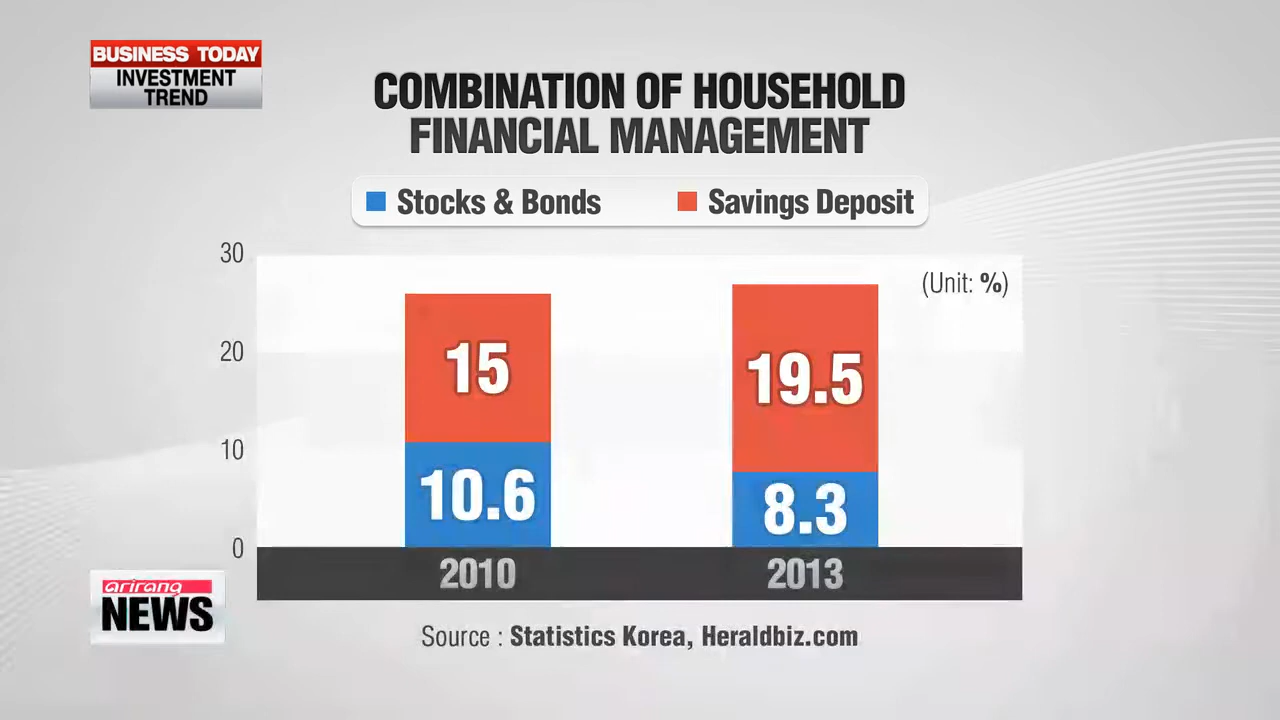 BUSINESS TODAY
INVESTMENT
TREND
COMBINATION OF HOUSEHOLD
FINANCIAL MANAGEMENT
Stocks & Bonds Savings Deposit
(Unit: %)
30
20
10
0
15
19.5
10.6
8.3
2010 2013
arirang
NEWS
Source : Statistics Korea, Heraldbiz.com